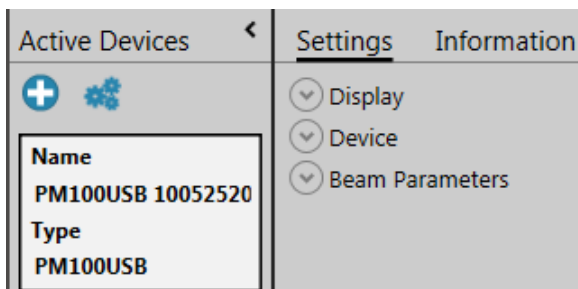 Active Devices
Settings Information
Display
Device
Beam Parameters
Name
PM100USB 10052520
Type
PM100USB